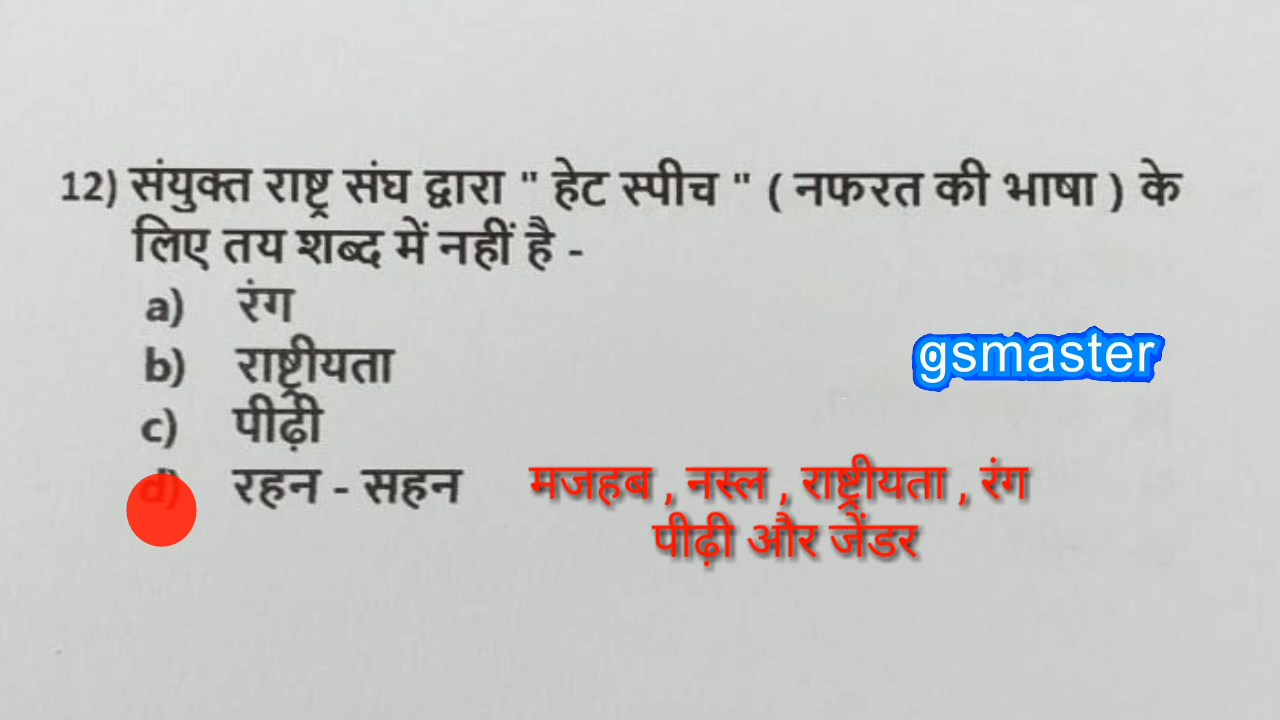 12) संयुक्त राष्ट्र संघ द्वारा " हेट स्पीच " ( नफरत की भाषा ) के
लिए तय शब्द में नहीं है -
a) रंग
b) राष्ट्रीयता
c) पीढ़ी
d) रहन - सहन
gsmaster
मजहब , नस्ल , राष्ट्रीयता , रंग
पीढ़ी और जेंडर